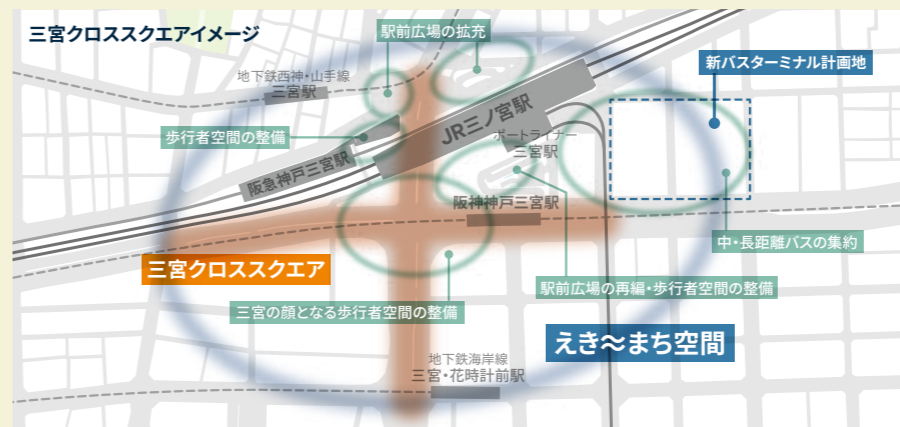 三宮クロススクエアイメージ
駅前広場の拡充
新バスターミナル計画地
地下鉄西神・山手線
三宮駅
歩行者空間の整備
JR三ノ宮駅
ポートライナー
三宮駅
阪急神戸三宮駅
阪神神戸三宮駅
中・長距離バスの集約
三宮クロススクエア
駅前広場の再編・歩行者空間の整備
三宮の顔となる歩行者空間の整備
えき〜まち空間
地下鉄海岸線
三宮・花時計前駅